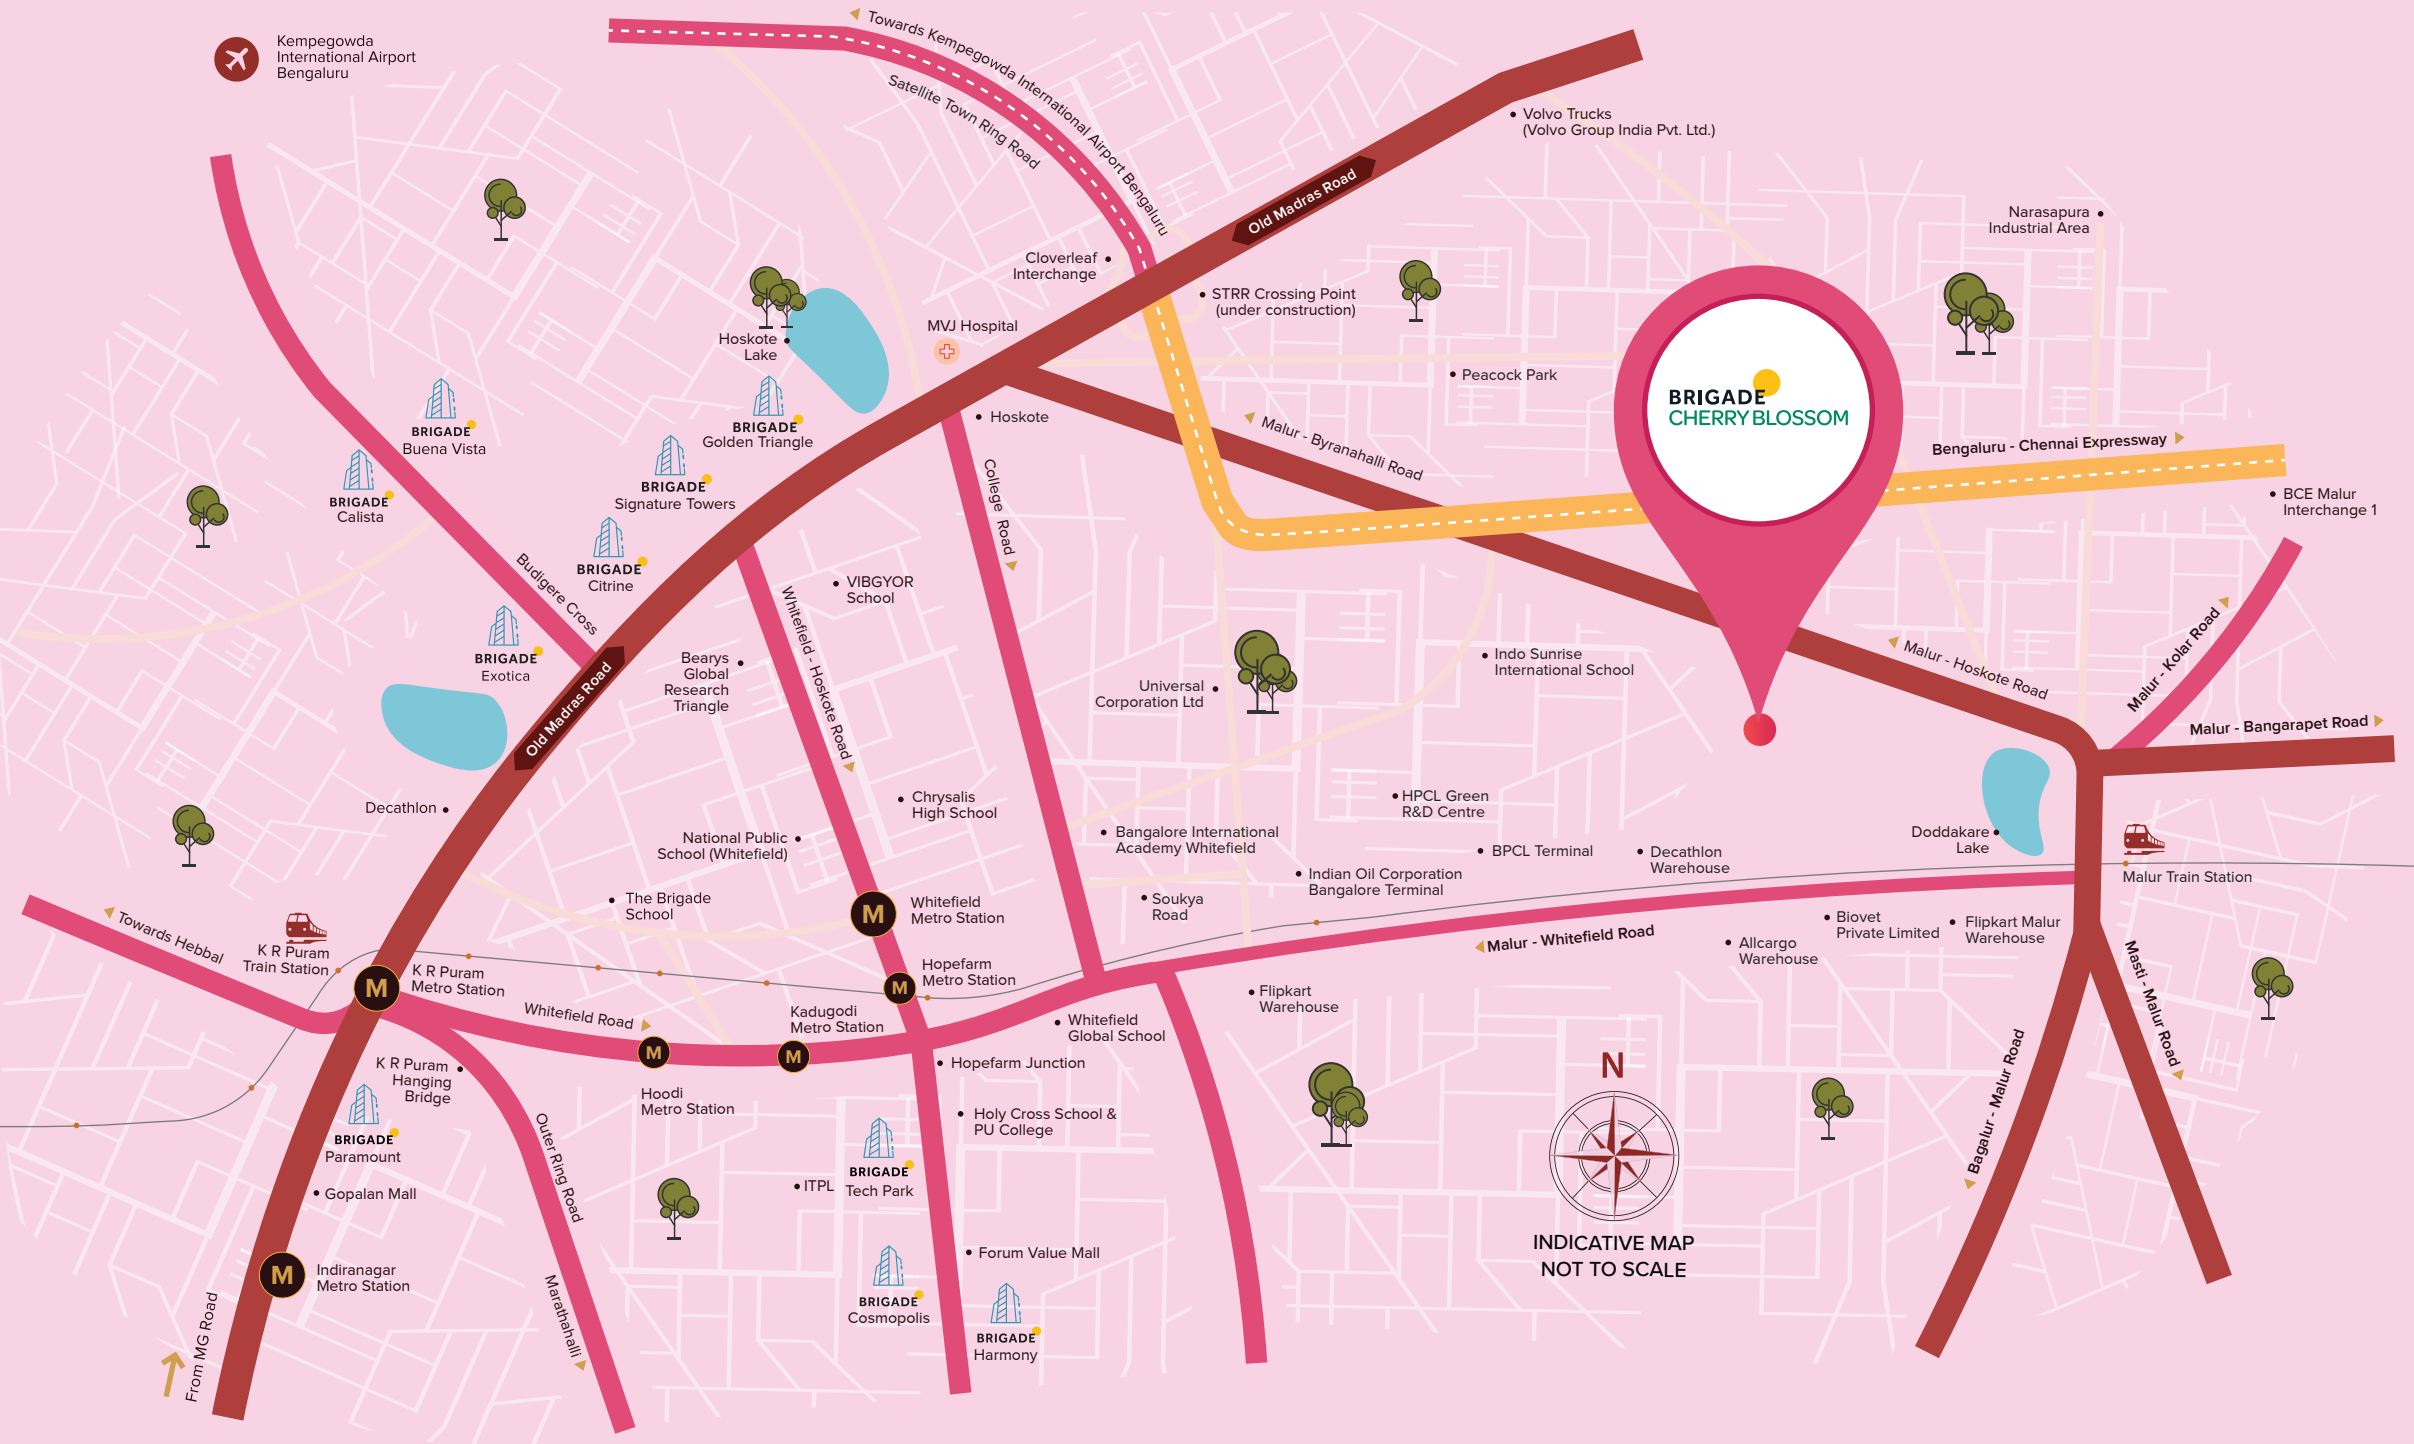 Kempegowda
International Airport
Bengaluru
Towards Kempegowda International Airport Bengaluru
Satellite Town Ring Road
Volvo Trucks
(Volvo Group India Pvt. Ltd.)
Old Madras Road
Narasapura
Industrial Area
Cloverleaf
Interchange
STRR Crossing Point
(under construction)
MVJ Hospital
Hoskote
Lake
Peacock Park
BRIGADE
CHERRY BLOSSOM
Hoskote
BRIGADE
Buena Vista
BRIGADE
Golden Triangle
Malur - Byranahalli Road
Bengaluru - Chennai Expressway
BRIGADE
Calista
BRIGADE
Signature Towers
College Road
BCE Malur
Interchange 1
BRIGADE
Citrine
Budigere Cross
VIBGYOR
School
Whitefield - Hoskote Road
BRIGADE
Exotica
Bearys
Global
Research
Triangle
Universal
Corporation Ltd
Indo Sunrise
International School
Malur - Hoskote Road
Malur - Kolar Road
Malur - Bangarapet Road
Old Madras Road
Decathlon
Chrysalis
High School
HPCL Green
R&D Centre
National Public
School (Whitefield)
Bangalore International
Academy Whitefield
BPCL Terminal
Decathlon
Warehouse
Doddakare
Lake
Malur Train Station
Indian Oil Corporation
Bangalore Terminal
The Brigade
School
M
Whitefield
Metro Station
Soukya
Road
Biovet
Private Limited
Flipkart Malur
Warehouse
Towards Hebbal
K R Puram
Train Station
Malur - Whitefield Road
Allcargo
Warehouse
M
K R Puram
Metro Station
M
Hopefarm
Metro Station
Flipkart
Warehouse
Masti - Malur Road
Whitefield Road
Kadugodi
Metro Station
Whitefield
Global School
M
M
Hopefarm Junction
K R Puram
Hanging
Bridge
Hoodi
Metro Station
N
Bagalur - Malur Road
Holy Cross School &
PU College
BRIGADE
Paramount
Outer Ring Road
ITPL
BRIGADE
Tech Park
Gopalan Mall
INDICATIVE MAP
NOT TO SCALE
Forum Value Mall
M
Indiranagar
Metro Station
BRIGADE
Cosmopolis
Marathahalli
From MG Road
BRIGADE
Harmony